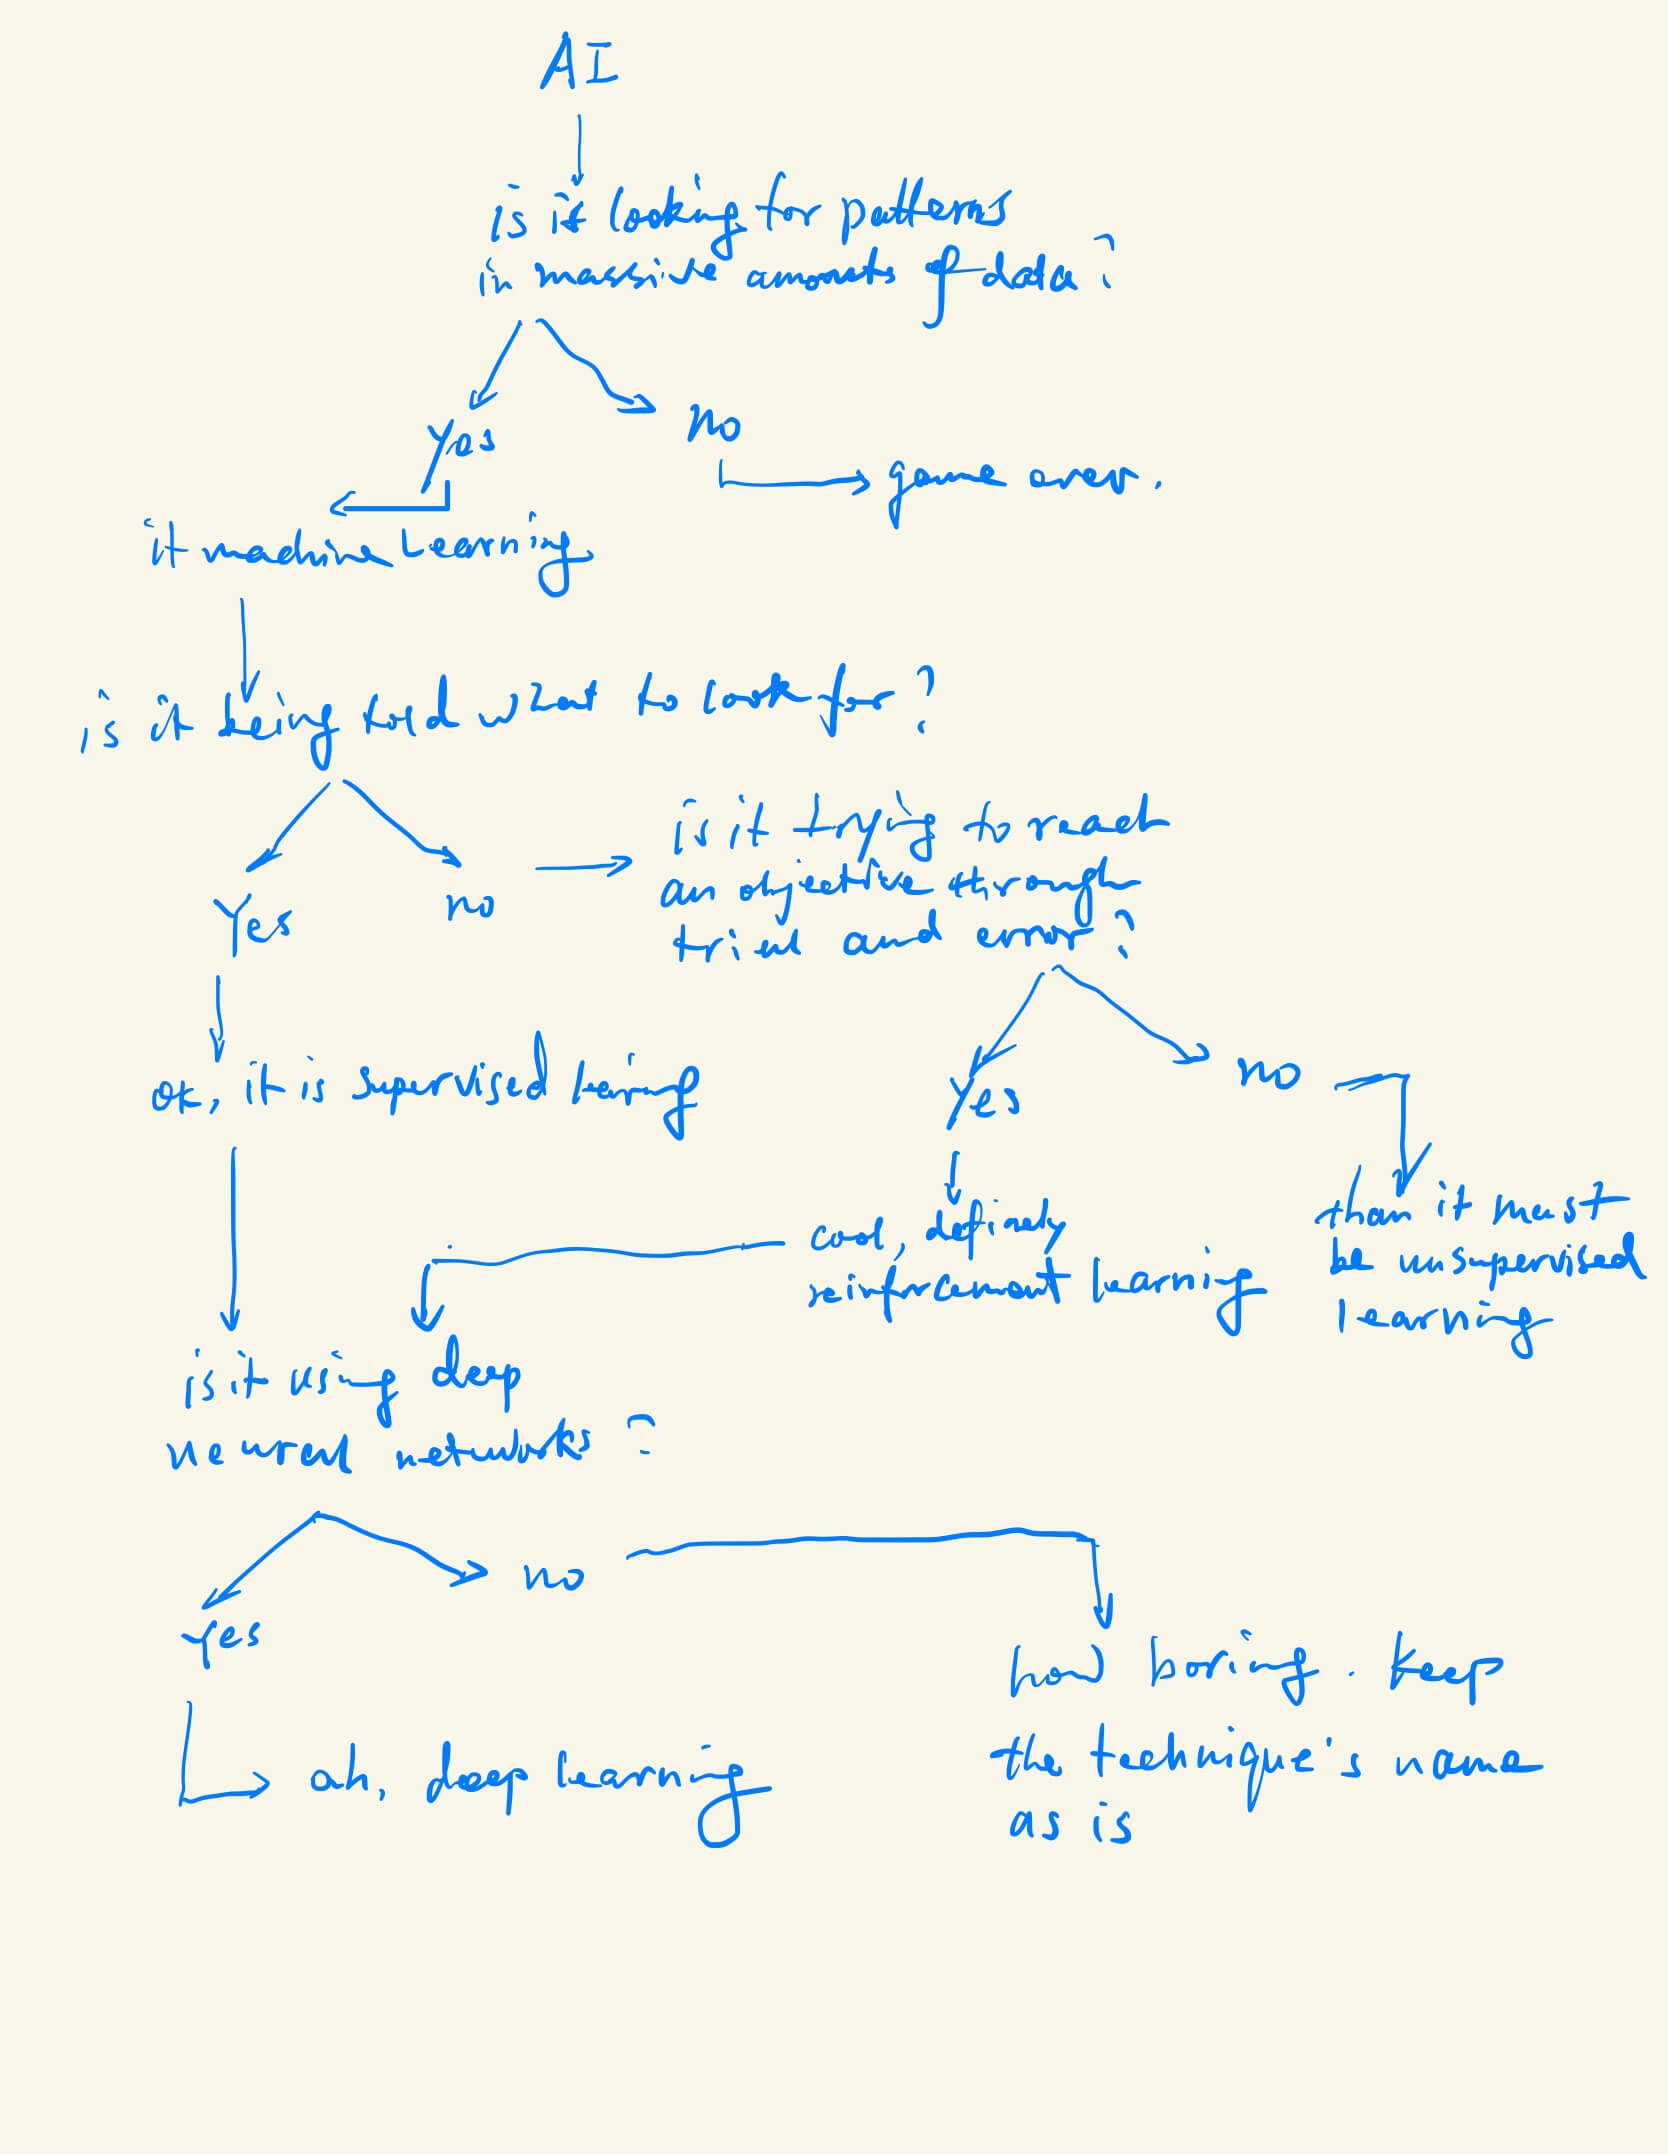 AI
is it looking for patterns
in massive amounts of data?
Yes
no
game over.
it machine Learning
is it being told what to look for?
Yes
no
is it trying to reach
an objective through
trial and error?
ok, it is supervised
Yes
no
cool, definely
reinforcement learning
than it must
be unsupervised
learning
is it using deep
neural networks?
yes
no
ah, deep learning
how boring. keep
the technique's name
as is